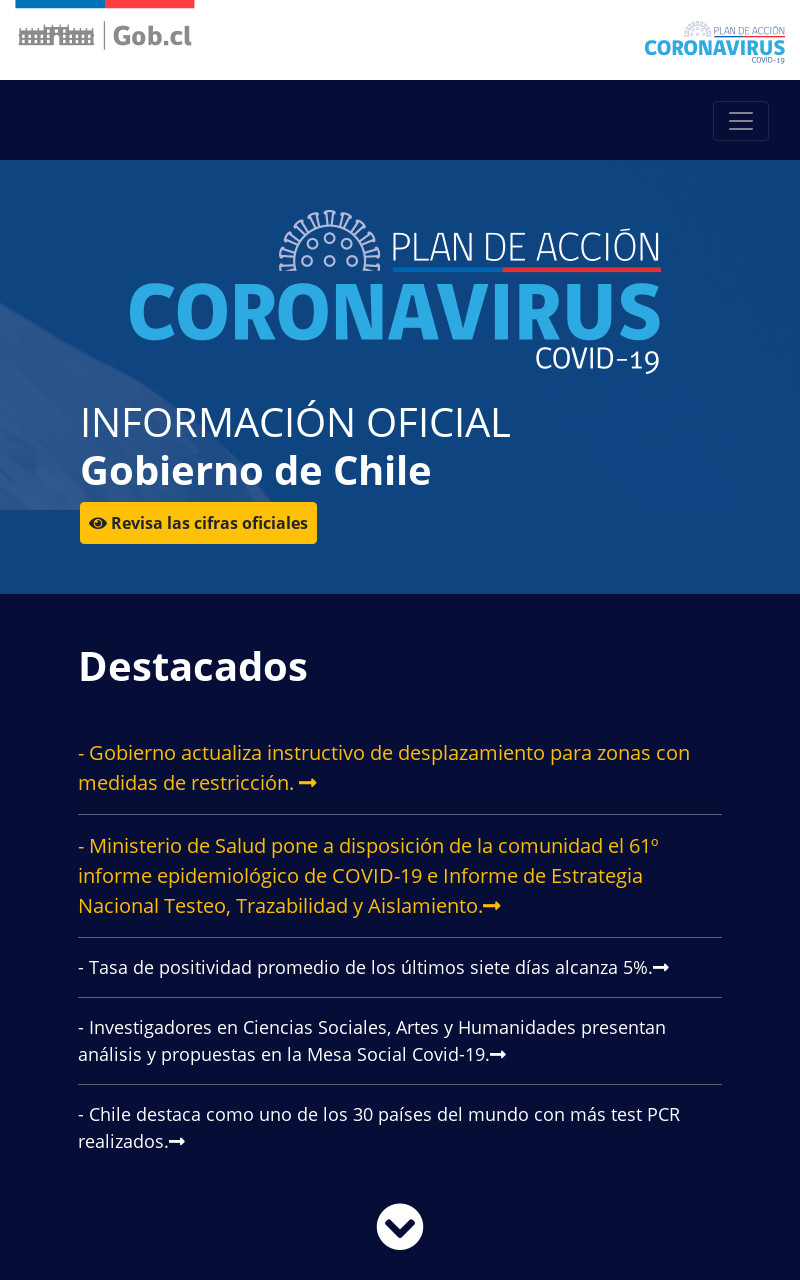 Gob.cl
PLAN DE ACCIÓN
CORONAVIRUS
COVID-19
PLAN DE ACCIÓN
CORONAVIRUS
COVID-19
INFORMACIÓN OFICIAL
Gobierno de Chile
Revisa las cifras oficiales
Destacados
- Gobierno actualiza instructivo de desplazamiento para zonas con
medidas de restricción.
- Ministerio de Salud pone a disposición de la comunidad el 61º
informe epidemiológico de COVID-19 e Informe de Estrategia
Nacional Testeo, Trazabilidad y Aislamiento.
- Tasa de positividad promedio de los últimos siete días alcanza 5%.
- Investigadores en Ciencias Sociales, Artes y Humanidades presentan
análisis y propuestas en la Mesa Social Covid-19.
- Chile destaca como uno de los 30 países del mundo con más test PCR
realizados.